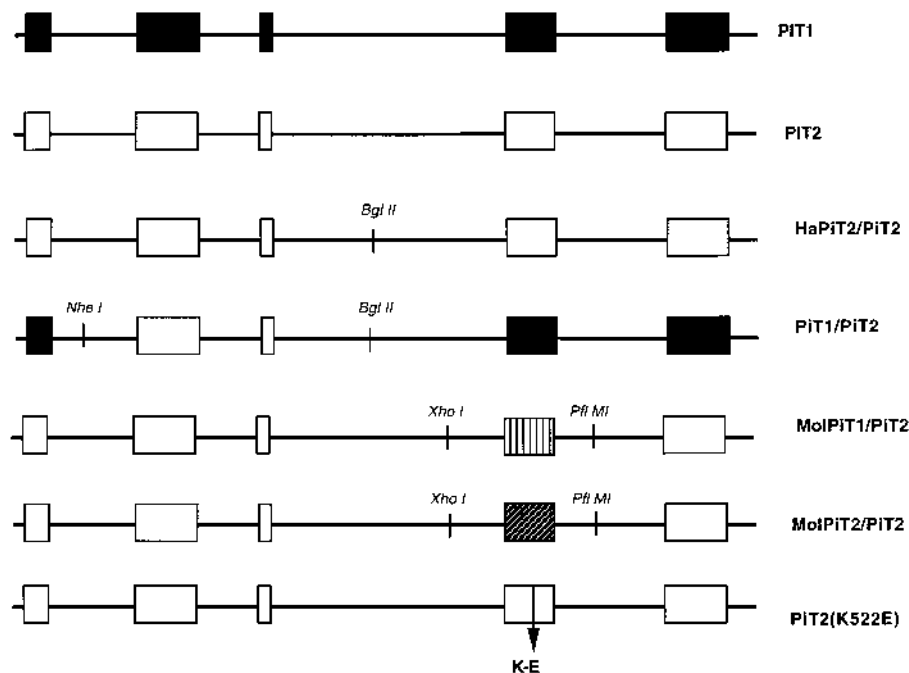 PiT1
PiT2
Bgl II
HaPiT2/PiT2
Nhe I
Bgl II
PiT1/PiT2
Xho I
Pfl MI
MolPiT1/PiT2
Xho I
Pfl MI
MolPiT2/PiT2
PiT2(K522E)
K-E